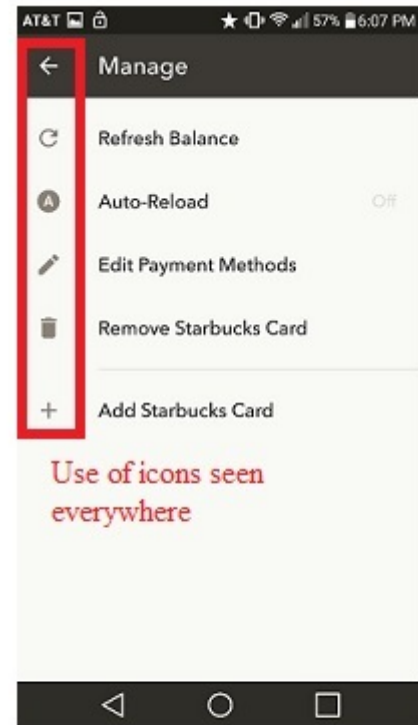 AT&T 57% 6:07 PM
Manage
Refresh Balance
A Auto-Reload Off
Edit Payment Methods
Remove Starbucks Card
Add Starbucks Card
Use of icons seen
everywhere